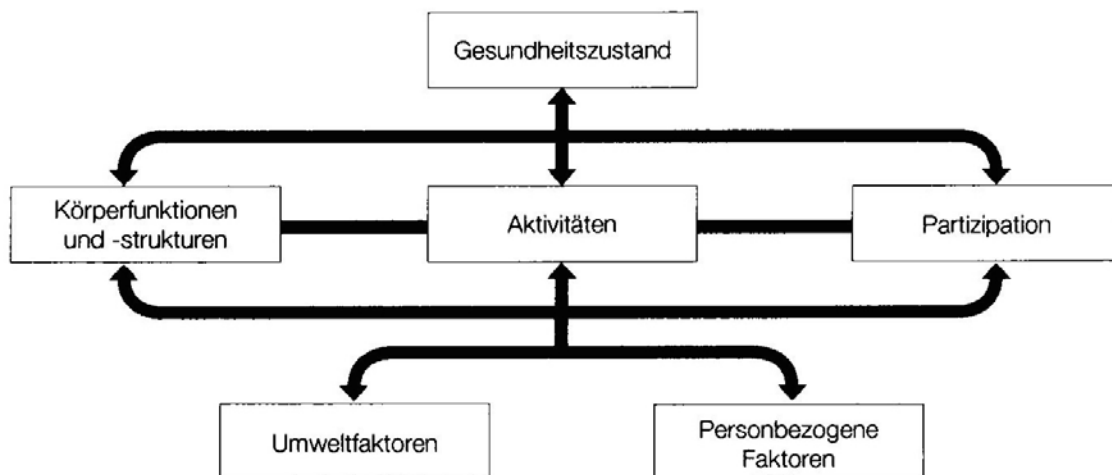 Gesundheitszustand
Körperfunktionen
und -strukturen
Aktivitäten
Partizipation
Umweltfaktoren
Personbezogene
Faktoren